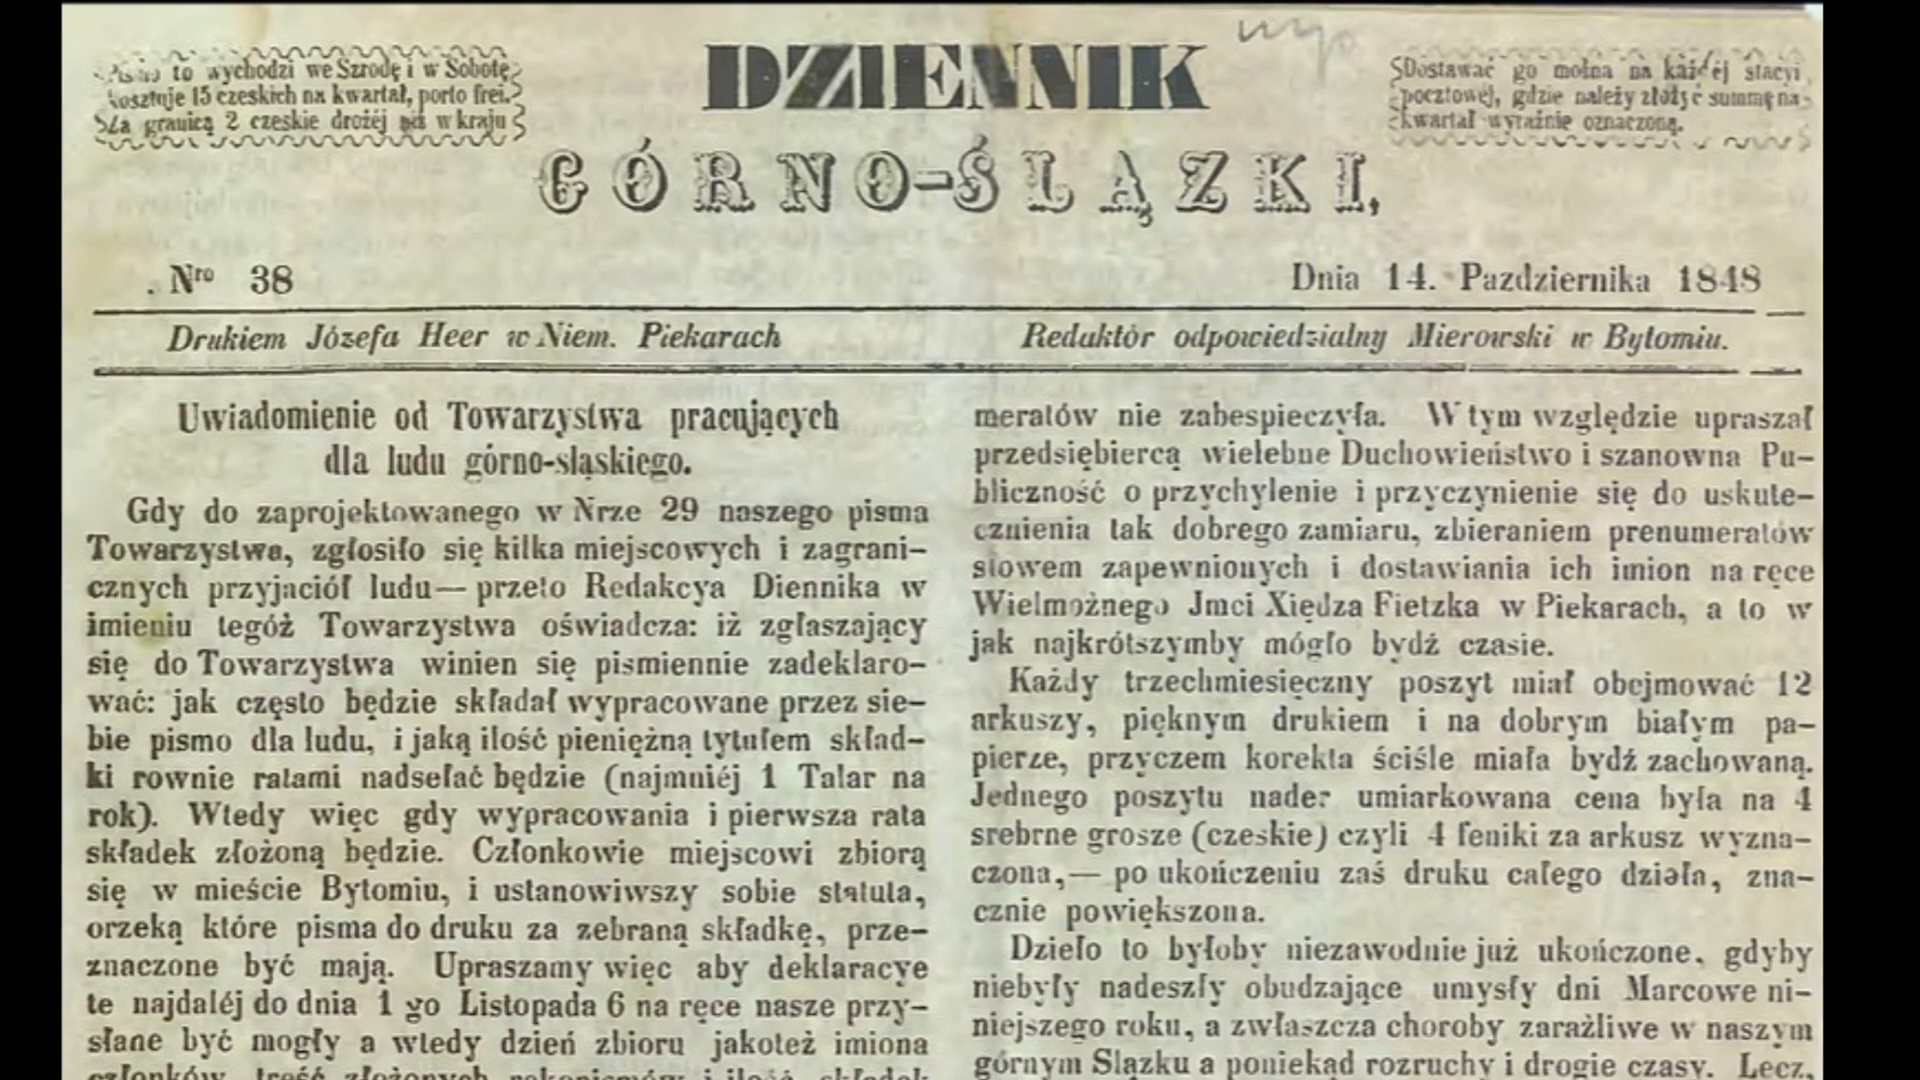 Pismo to wychodzi we Szrodę i w Sobotę,
kosztuje 15 czeskich na kwartał, porto frei.
Za granicą 2 czeskie drożéj niż w kraju
DZIENNIK
GÓRNO-ŚLĄZKI,
Dostawać go można na każdéj stacyi
pocztowéj, gdzie należy złożyć summę na
kwartał wyraźnie oznaczoną.
Nro 38
Dnia 14. Pazdziernika 1848
Drukiem Józefa Heer w Niem. Piekarach
Redaktór odpowiedzialny Mierowski w Bytomiu.
Uwiadomienie od Towarzystwa pracujących
dla ludu górno-sląskiego.
Gdy do zaprojektowanego w Nrze 29 naszego pisma
Towarzystwa, zgłosiło się kilka miejscowych i zagrani-
cznych przyjaciół ludu— przeto Redakcya Diennika w
imieniu tegóż Towarzystwa oświadcza: iż zgłaszający
się do Towarzystwa winien się pismiennie zadeklaro-
wać: jak często będzie składał wypracowane przez sie-
bie pismo dla ludu, i jaką ilość pieniężną tytułem skład-
ki rownie ratami nadsełać będzie (najmniéj 1 Talar na
rok). Wtedy więc gdy wypracowania i pierwsza rata
składek złożoną będzie. Członkowie miejscowi zbiorą
się w mieście Bytomiu, i ustanowiwszy sobie statuta,
orzeką które pisma do druku za zebraną składkę, prze-
znaczone być mają. Upraszamy więc aby deklaracye
te najdaléj do dnia 1 go Listopada 6 na ręce nasze przy-
słane być mogły a wtedy dzień zbioru jakoteż imiona
członków, treść złożonych rękopismów i ilość składek
meratów nie zabespieczyła. W tym względzie upraszał
przedsiębiercą wielebne Duchowieństwo i szanowna Pu-
bliczność o przychylenie i przyczynienie się do uskute-
cznienia tak dobrego zamiaru, zbieraniem prenumeratów
słowem zapewnionych i dostawiania ich imion na ręce
Wielmożnego Jmci Xiędza Fietzka w Piekarach, a to w
jak najkrótszymby mógło bydź czasie.
Każdy trzechmiesięczny poszyt miał obejmować 12
arkuszy, pięknym drukiem i na dobrym białym pa-
pierze, przyczem korekta ściśle miała bydź zachowaną.
Jednego poszytu nader umiarkowana cena była na 4
srebrne grosze (czeskie) czyli 4 feniki za arkusz wyzna-
czona,— po ukończeniu zaś druku całego działa, zna-
cznie powiększona.
Dzieło to byłoby niezawodnie już ukończone, gdyby
niebyły nadeszły obudzające umysły dni Marcowe ni-
niejszego roku, a zwłaszcza choroby zaraźliwe w naszym
górnym Slązku a poniekąd rozruchy i drogie czasy. Lecz,